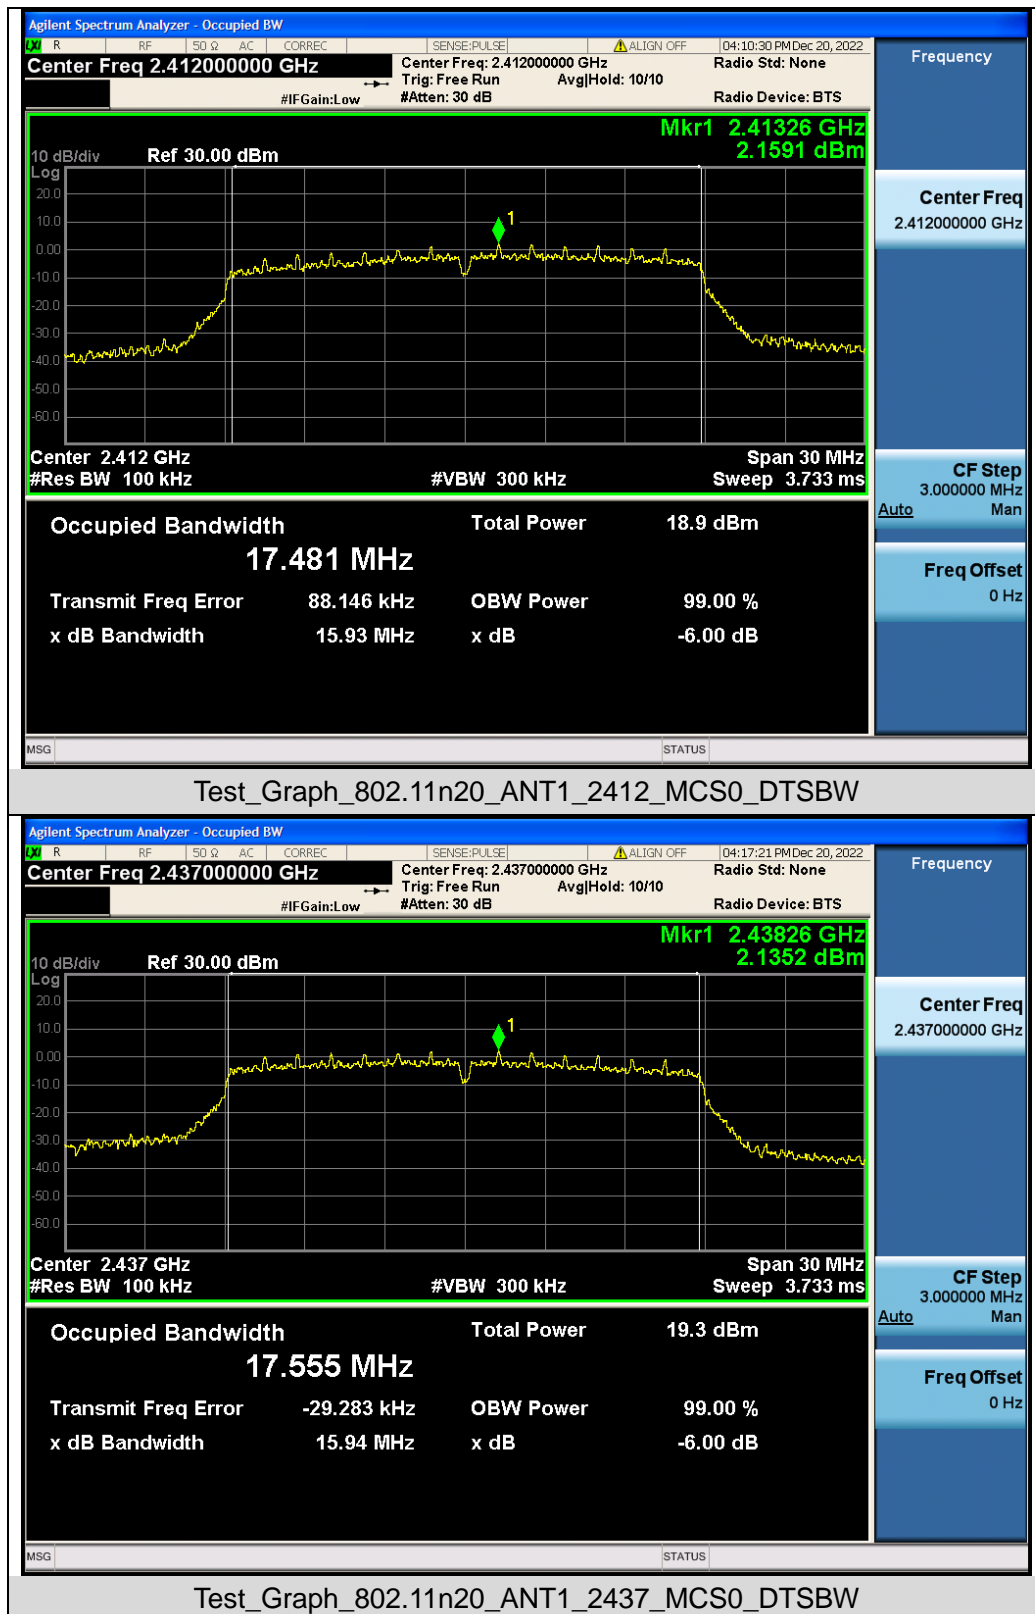 Agilent Spectrum Analyzer - Occupied BW
LXI R RF 50 Ω AC CORREC SENSE:PULSE ⚠ALIGN OFF 04:10:30 PM Dec 20, 2022
Center Freq 2.412000000 GHz
Center Freq: 2.412000000 GHz Radio Std: None
Trig: Free Run Avg|Hold: 10/10
#IFGain:Low #Atten: 30 dB Radio Device: BTS
Mkr1 2.41326 GHz
2.1591 dBm
10 dB/div Ref 30.00 dBm
Log
20.0
10.0
0.00
-10.0
-20.0
-30.0
-40.0
-50.0
-60.0
1
Center 2.412 GHz Span 30 MHz
#Res BW 100 kHz #VBW 300 kHz Sweep 3.733 ms
Occupied Bandwidth Total Power 18.9 dBm
17.481 MHz
Transmit Freq Error 88.146 kHz OBW Power 99.00 %
x dB Bandwidth 15.93 MHz x dB -6.00 dB
MSG STATUS
Frequency
Center Freq
2.412000000 GHz
CF Step
3.000000 MHz
Auto Man
Freq Offset
0 Hz
Test_Graph_802.11n20_ANT1_2412_MCS0_DTSBW
Agilent Spectrum Analyzer - Occupied BW
LXI R RF 50 Ω AC CORREC SENSE:PULSE ⚠ALIGN OFF 04:17:21 PM Dec 20, 2022
Center Freq 2.437000000 GHz
Center Freq: 2.437000000 GHz Radio Std: None
Trig: Free Run Avg|Hold: 10/10
#IFGain:Low #Atten: 30 dB Radio Device: BTS
Mkr1 2.43826 GHz
2.1352 dBm
10 dB/div Ref 30.00 dBm
Log
20.0
10.0
0.00
-10.0
-20.0
-30.0
-40.0
-50.0
-60.0
1
Center 2.437 GHz Span 30 MHz
#Res BW 100 kHz #VBW 300 kHz Sweep 3.733 ms
Occupied Bandwidth Total Power 19.3 dBm
17.555 MHz
Transmit Freq Error -29.283 kHz OBW Power 99.00 %
x dB Bandwidth 15.94 MHz x dB -6.00 dB
MSG STATUS
Frequency
Center Freq
2.437000000 GHz
CF Step
3.000000 MHz
Auto Man
Freq Offset
0 Hz
Test_Graph_802.11n20_ANT1_2437_MCS0_DTSBW